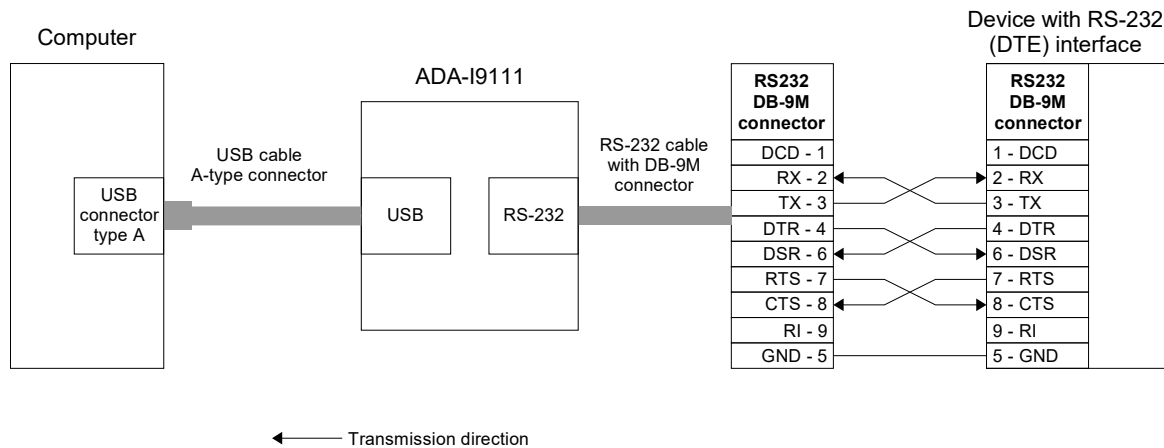 Computer
USB
connector
type A
USB cable
A-type connector
ADA-I9111
USB
RS-232
RS-232 cable
with DB-9M
connector
RS232
DB-9M
connector
DCD - 1
RX - 2
TX - 3
DTR - 4
DSR - 6
RTS - 7
CTS - 8
RI - 9
GND - 5
Device with RS-232
(DTE) interface
RS232
DB-9M
connector
1 - DCD
2 - RX
3 - TX
4 - DTR
6 - DSR
7 - RTS
8 - CTS
9 - RI
5 - GND
Transmission direction